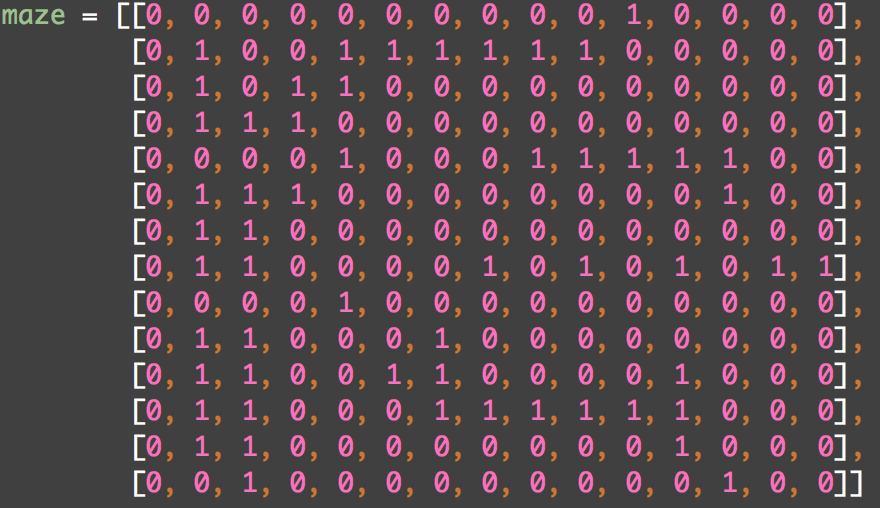 maze = [[0, 0, 0, 0, 0, 0, 0, 0, 0, 0, 1, 0, 0, 0, 0],
[0, 1, 0, 0, 1, 1, 1, 1, 1, 1, 0, 0, 0, 0, 0],
[0, 1, 0, 1, 1, 0, 0, 0, 0, 0, 0, 0, 0, 0, 0],
[0, 1, 1, 1, 0, 0, 0, 0, 0, 0, 0, 0, 0, 0, 0],
[0, 0, 0, 0, 1, 0, 0, 0, 1, 1, 1, 1, 1, 0, 0],
[0, 1, 1, 1, 0, 0, 0, 0, 0, 0, 0, 0, 1, 0, 0],
[0, 1, 1, 0, 0, 0, 0, 0, 0, 0, 0, 0, 0, 0, 0],
[0, 1, 1, 0, 0, 0, 0, 1, 0, 1, 0, 1, 0, 1, 1],
[0, 0, 0, 0, 1, 0, 0, 0, 0, 0, 0, 0, 0, 0, 0],
[0, 1, 1, 0, 0, 0, 1, 0, 0, 0, 0, 0, 0, 0, 0],
[0, 1, 1, 0, 0, 1, 1, 0, 0, 0, 0, 1, 0, 0, 0],
[0, 1, 1, 0, 0, 0, 1, 1, 1, 1, 1, 1, 0, 0, 0],
[0, 1, 1, 0, 0, 0, 0, 0, 0, 0, 0, 1, 0, 0, 0],
[0, 0, 1, 0, 0, 0, 0, 0, 0, 0, 0, 0, 1, 0, 0]]